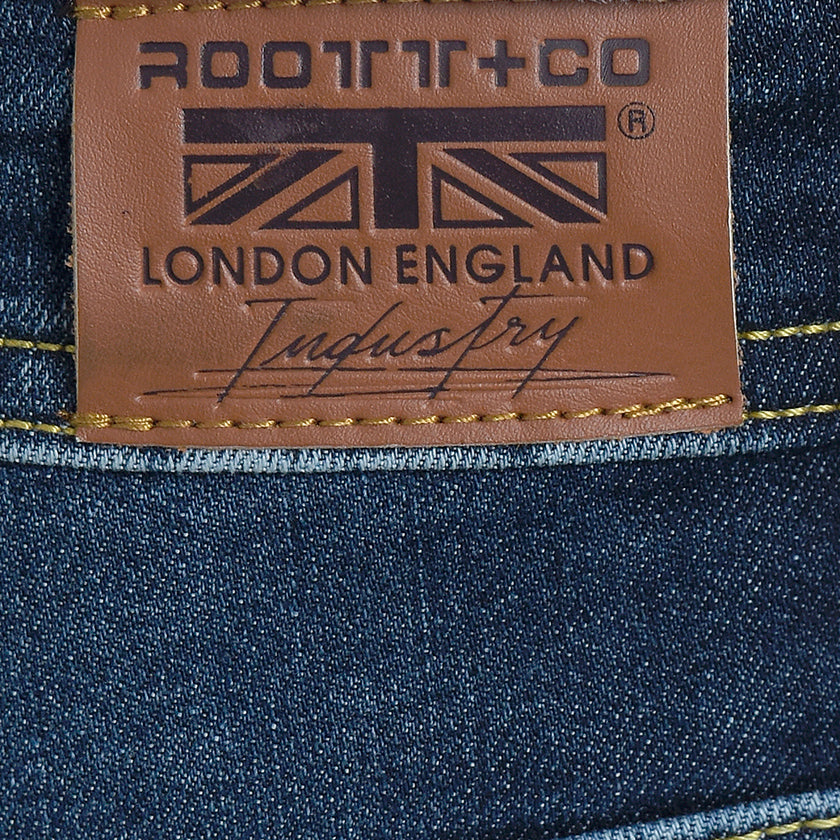 ROOTT+CO
®
LONDON ENGLAND
Industry